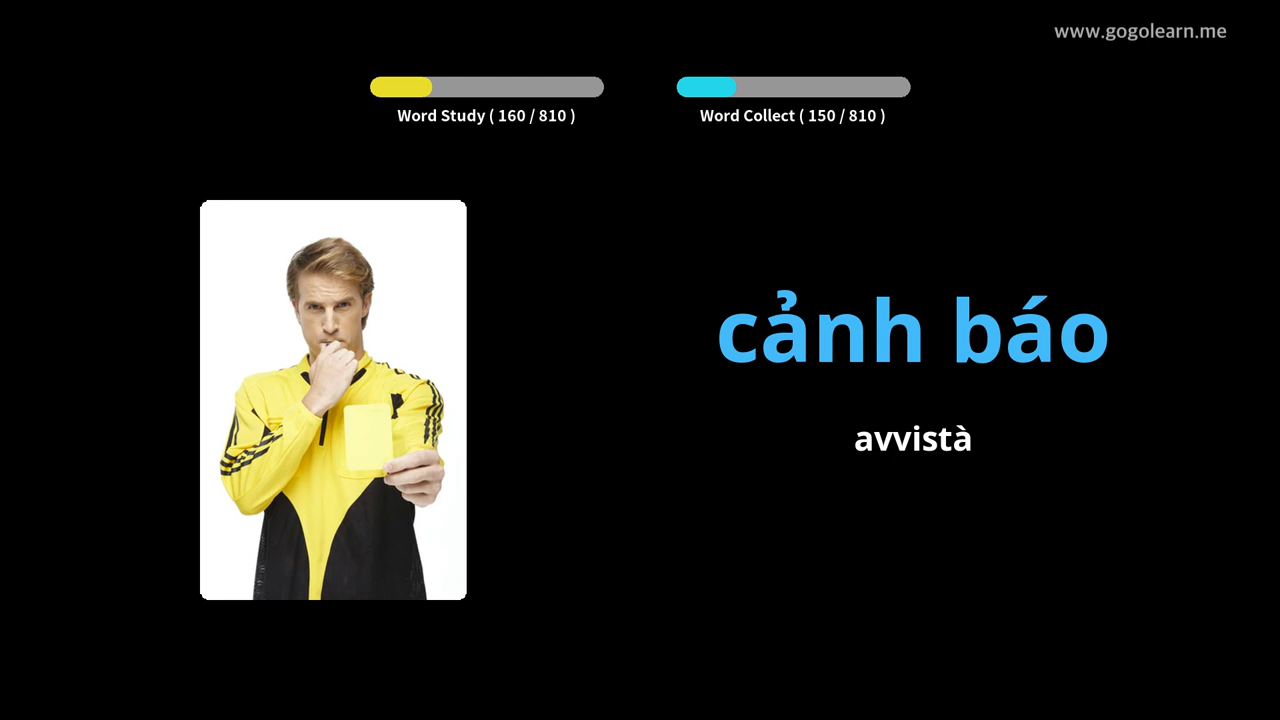 www.gogolearn.me
Word Study ( 160 / 810 )
Word Collect ( 150 / 810 )
cảnh báo
avvistà